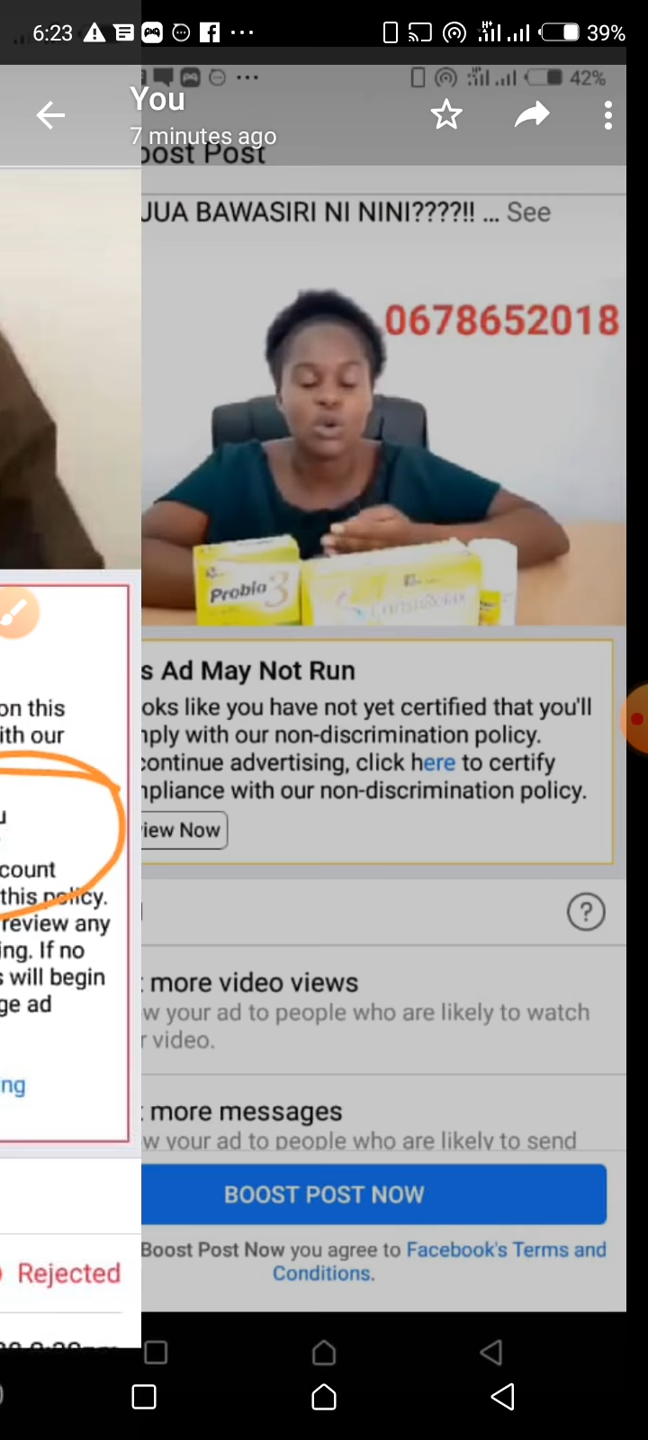 6:23
39%
42%
You
7 minutes ago
oost Post
JUA BAWASIRI NI NINI????!! ... See
0678652018
Probio 3
on this
ith our
count
this policy.
review any
ing. If no
s will begin
ge ad
ng
Rejected
s Ad May Not Run
oks like you have not yet certified that you'll
mply with our non-discrimination policy.
continue advertising, click here to certify
mpliance with our non-discrimination policy.
iew Now
?
t more video views
w your ad to people who are likely to watch
r video.
t more messages
w your ad to people who are likely to send
BOOST POST NOW
Boost Post Now you agree to Facebook's Terms and
Conditions.